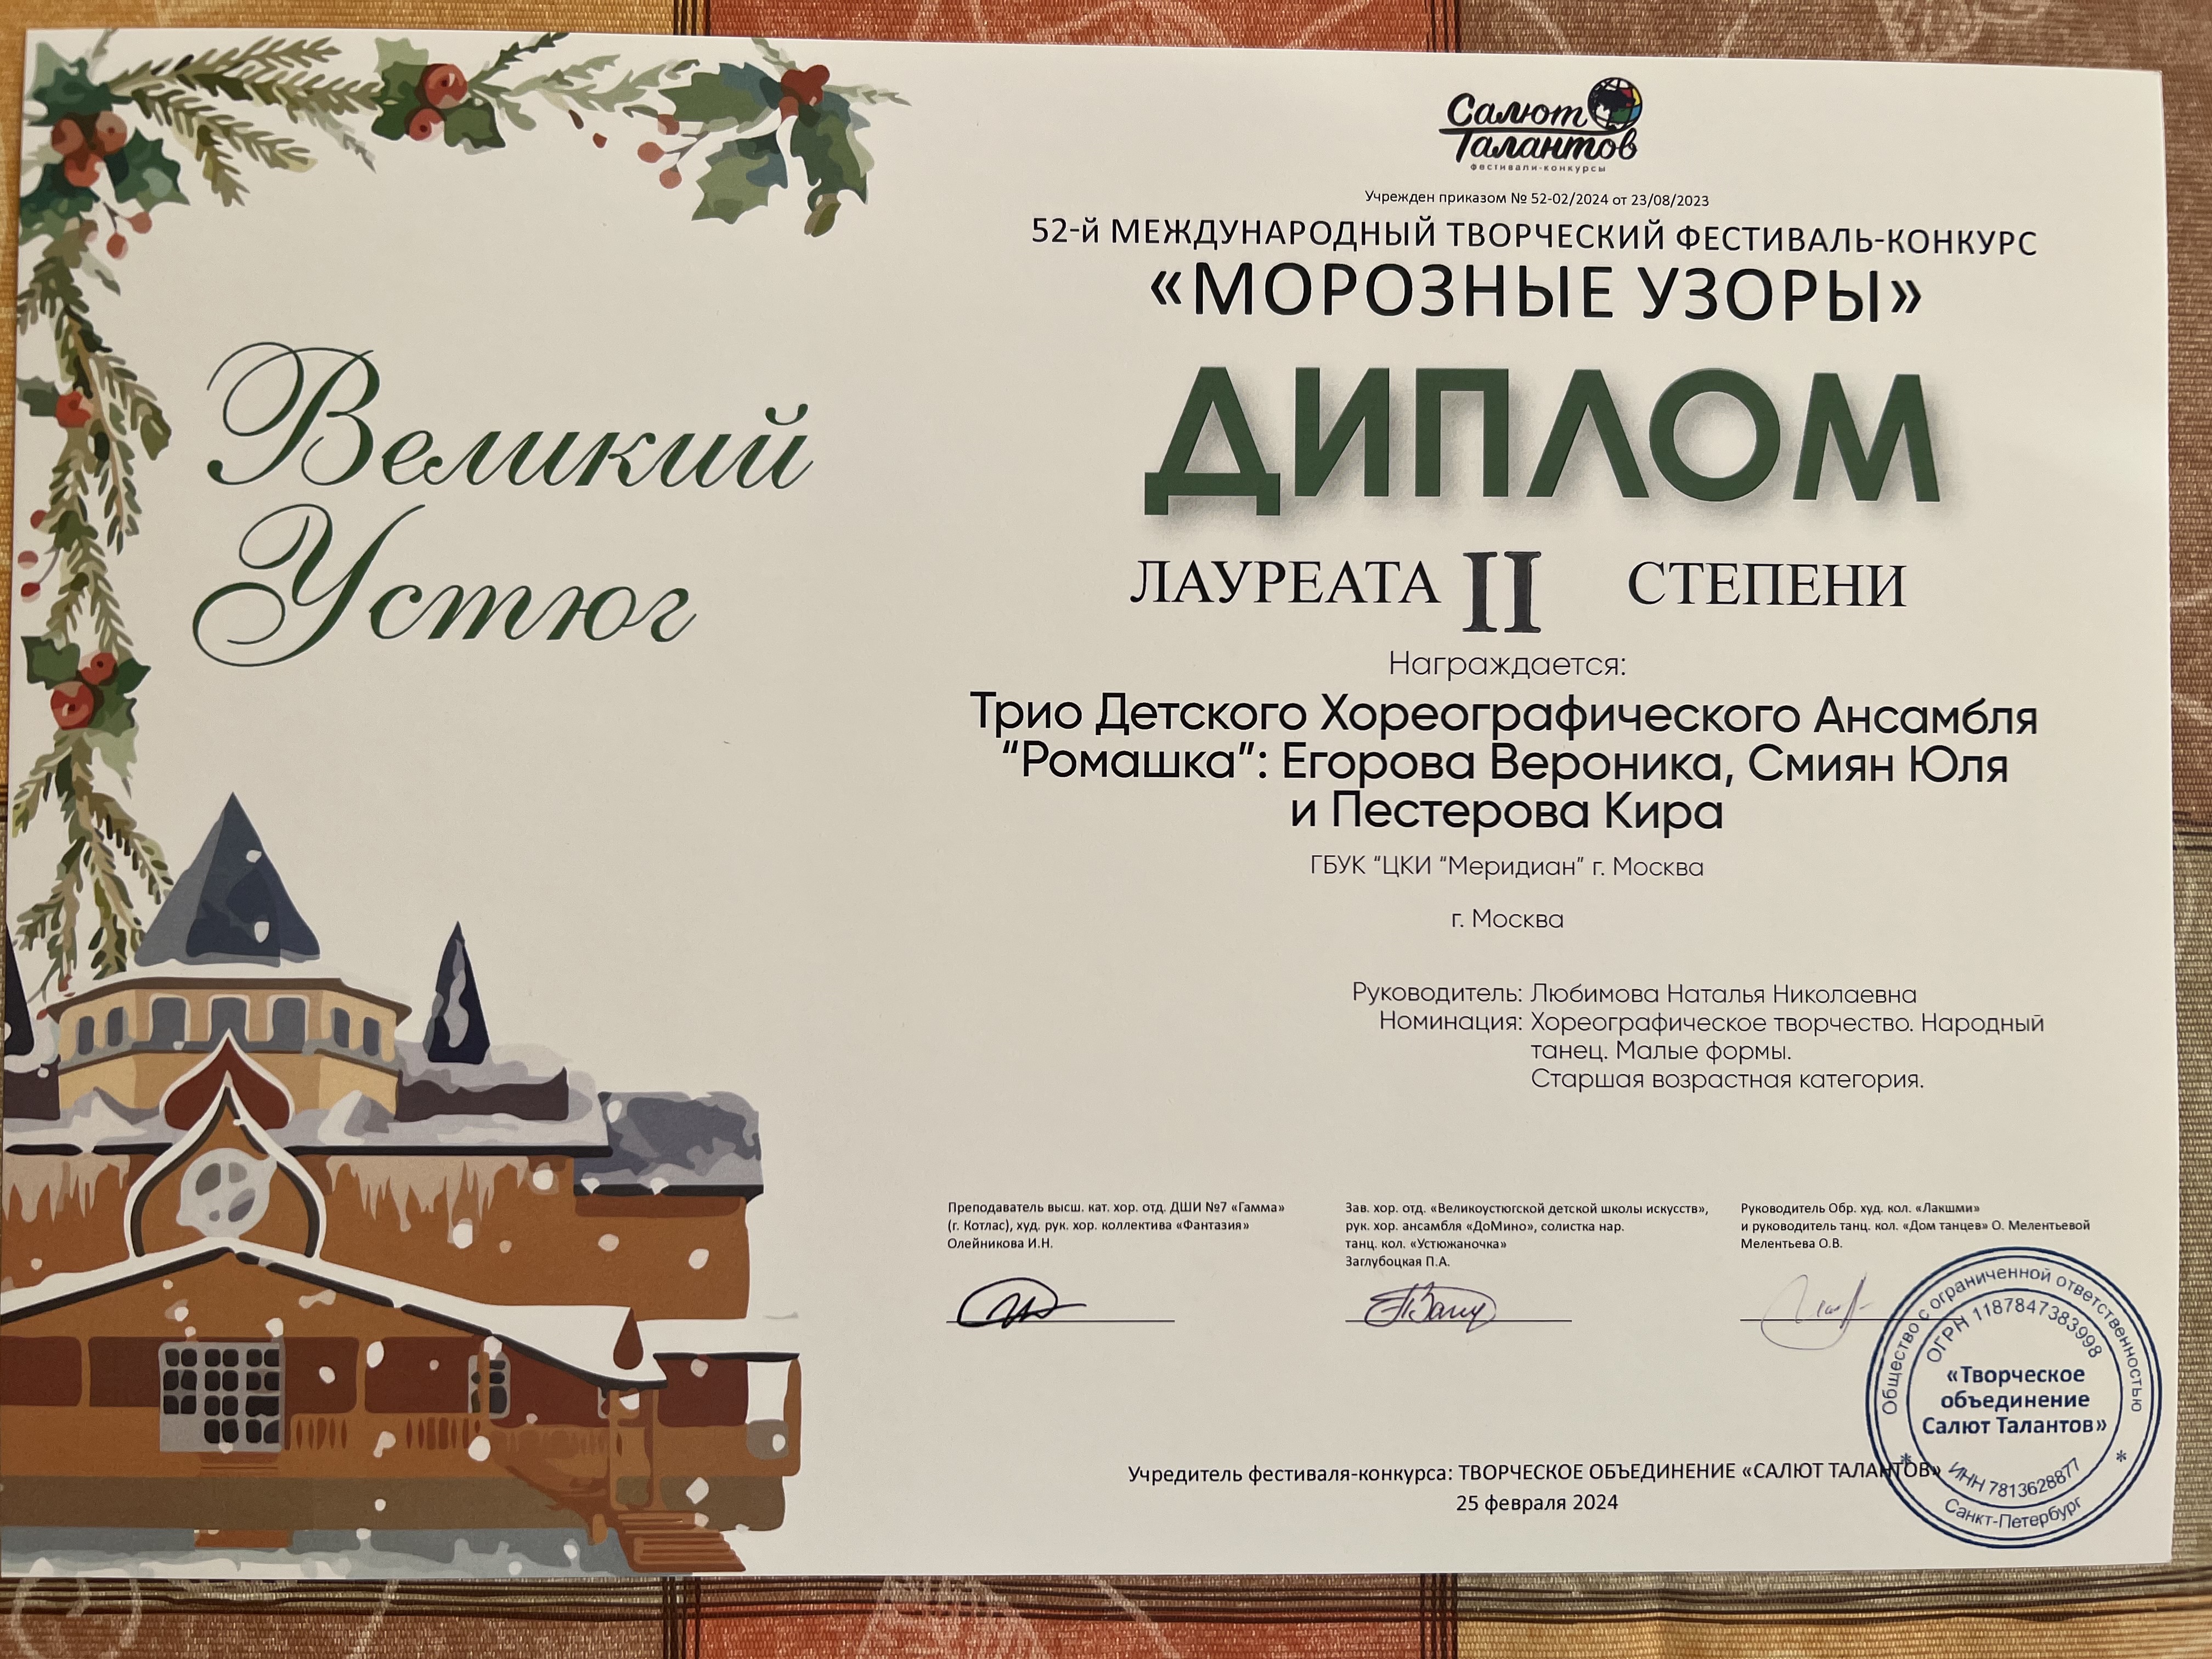 Великий
Устюг
Салют
Талантов
фестивали-конкурсы
Учрежден приказом № 52-02/2024 от 23/08/2023
52-й МЕЖДУНАРОДНЫЙ ТВОРЧЕСКИЙ ФЕСТИВАЛЬ-КОНКУРС
«МОРОЗНЫЕ УЗОРЫ»
ДИПЛОМ
ЛАУРЕАТА II СТЕПЕНИ
Награждается:
Трио Детского Хореографического Ансамбля
“Ромашка”: Егорова Вероника, Смиян Юля
и Пестерова Кира
ГБУК “ЦКИ “Меридиан” г. Москва
г. Москва
Руководитель: Любимова Наталья Николаевна
Номинация: Хореографическое творчество. Народный
танец. Малые формы.
Старшая возрастная категория.
Преподаватель высш. кат. хор. отд. ДШИ №7 «Гамма»
(г. Котлас), худ. рук. хор. коллектива «Фантазия»
Олейникова И.Н.
Зав. хор. отд. «Великоустюгской детской школы искусств»,
рук. хор. ансамбля «ДоМино», солистка нар.
танц. кол. «Устюжаночка»
Заглубоцкая П.А.
Руководитель Обр. худ. кол. «Лакшми»
и руководитель танц. кол. «Дом танцев» О. Мелентьевой
Мелентьева О.В.
Общество с ограниченной ответственностью
ОГРН 1187847383998
«Творческое
объединение
Салют Талантов»
ИНН 7813628877
Санкт-Петербург
Учредитель фестиваля-конкурса: ТВОРЧЕСКОЕ ОБЪЕДИНЕНИЕ «САЛЮТ ТАЛАНТОВ»
25 февраля 2024